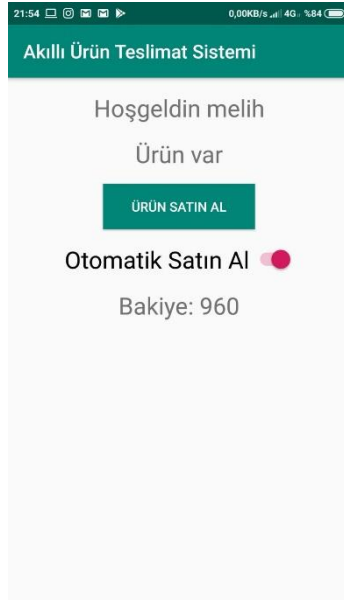 21:54 0,00KB/s 4G %84
Akıllı Ürün Teslimat Sistemi
Hoşgeldin melih
Ürün var
ÜRÜN SATIN AL
Otomatik Satın Al
Bakiye: 960